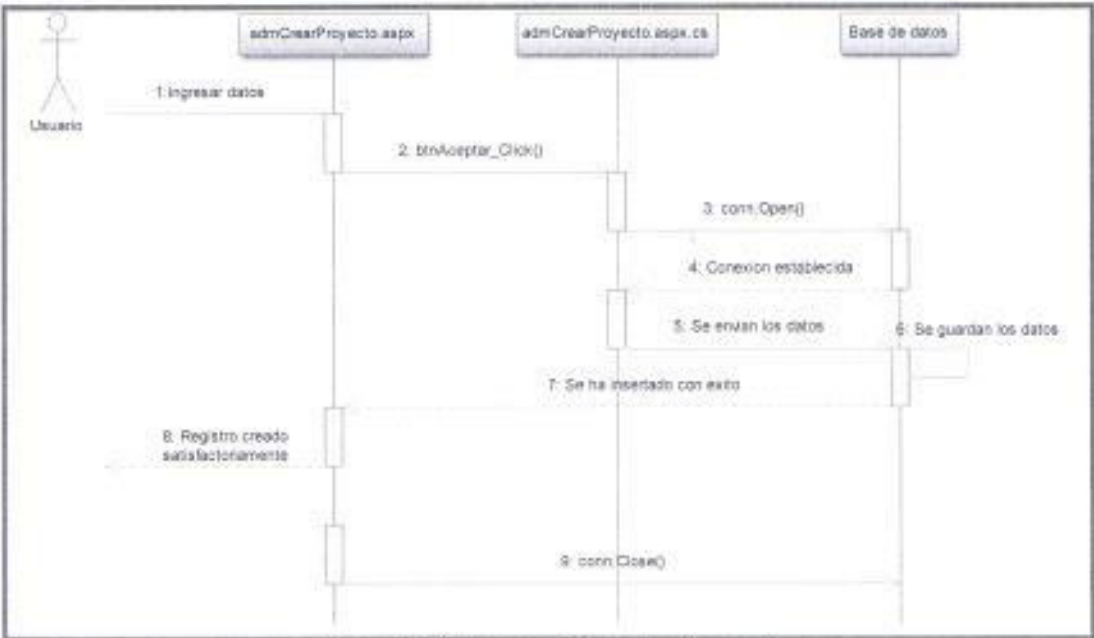 admCrearProyecto.aspx
admCrearProyecto.aspx.cs
Base de datos
Usuario
1:ingresar datos
2: btnAceptar_Click()
3: conn.Open()
4: Conexion establecida
5: Se envian los datos
6: Se guardan los datos
7: Se ha insertado con exito
8: Registro creado
satisfactoriamente
9: conn.Close()